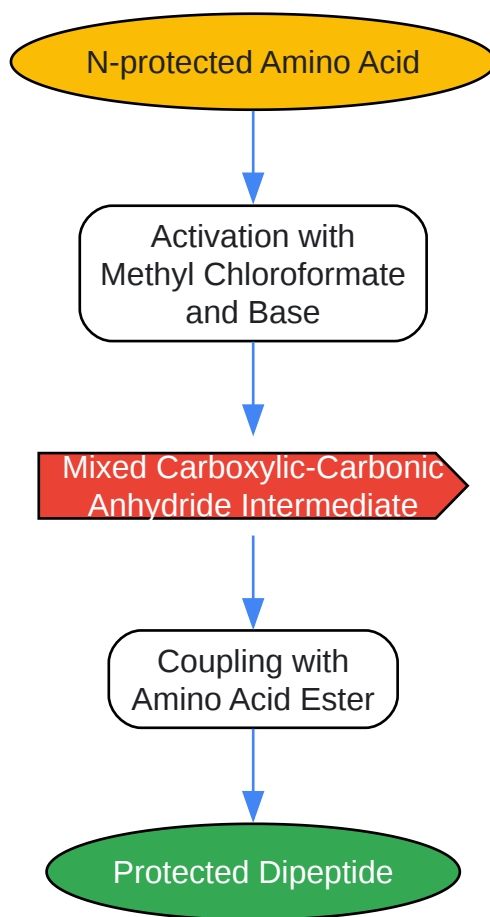 N-protected Amino Acid
Activation with
Methyl Chloroformate
and Base
Mixed Carboxylic-Carbonic
Anhydride Intermediate
Coupling with
Amino Acid Ester
Protected Dipeptide